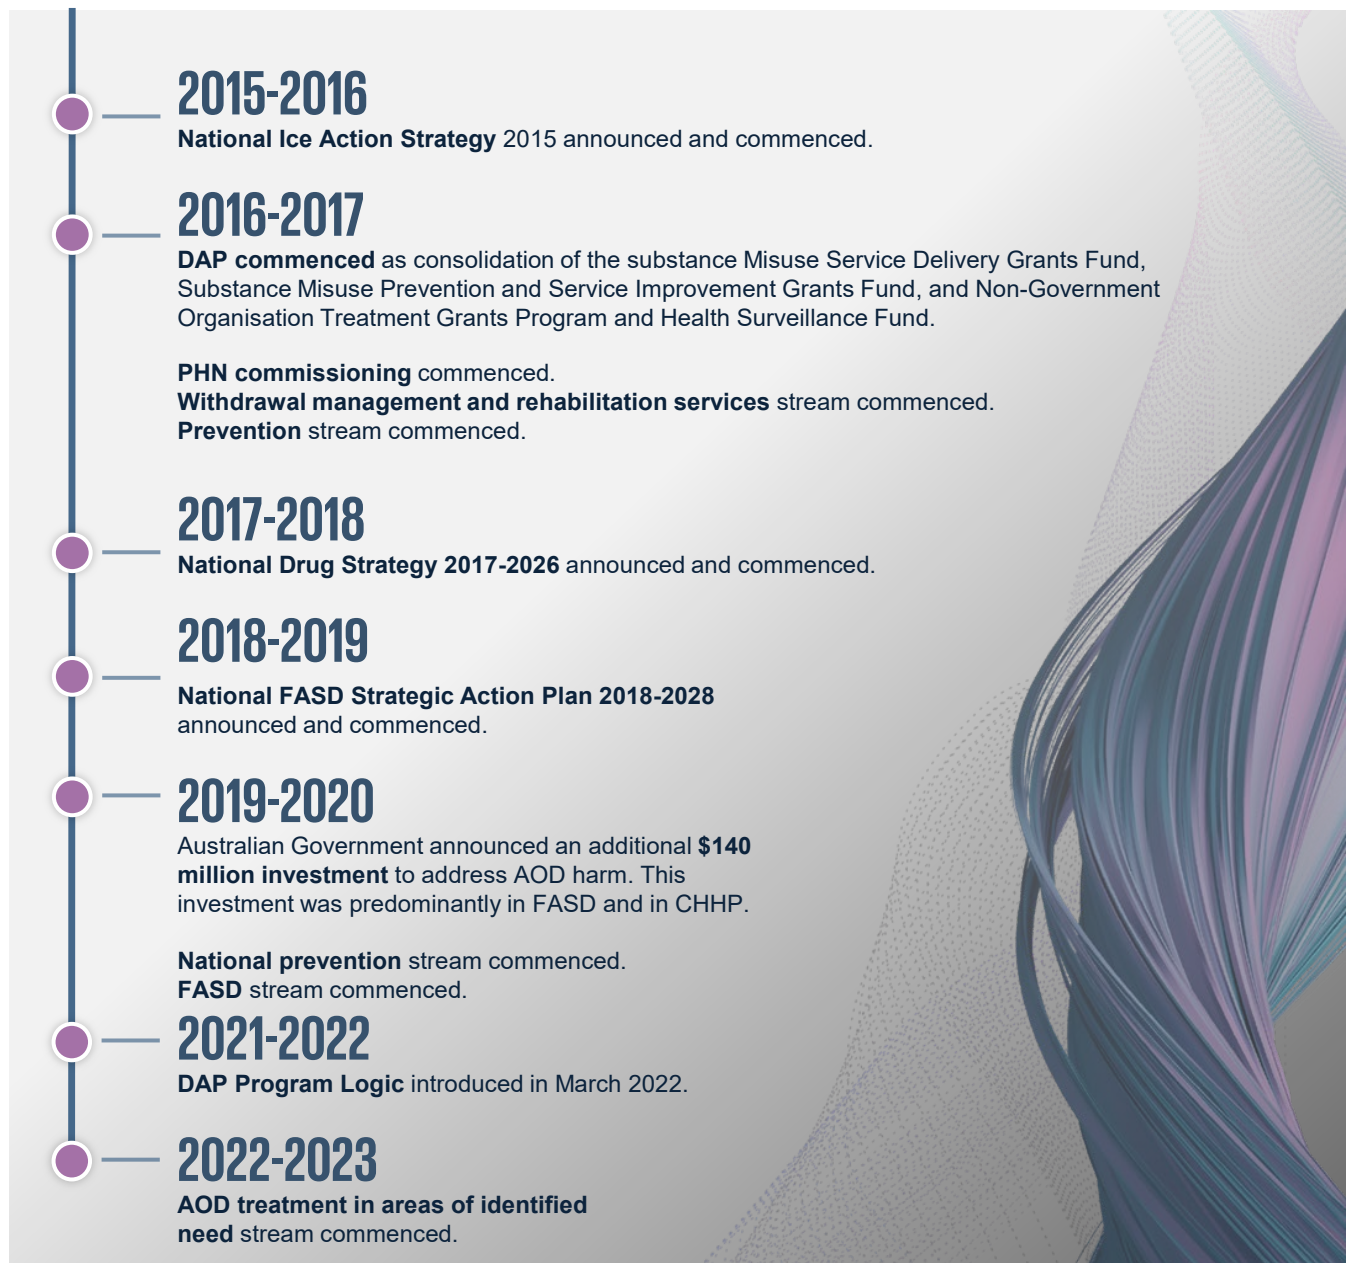 2015-2016
National Ice Action Strategy 2015 announced and commenced.
2016-2017
DAP commenced as consolidation of the substance Misuse Service Delivery Grants Fund,
Substance Misuse Prevention and Service Improvement Grants Fund, and Non-Government
Organisation Treatment Grants Program and Health Surveillance Fund.
PHN commissioning commenced.
Withdrawal management and rehabilitation services stream commenced.
Prevention stream commenced.
2017-2018
National Drug Strategy 2017-2026 announced and commenced.
2018-2019
National FASD Strategic Action Plan 2018-2028
announced and commenced.
2019-2020
Australian Government announced an additional $140
million investment to address AOD harm. This
investment was predominantly in FASD and in CHHP.
National prevention stream commenced.
FASD stream commenced.
2021-2022
DAP Program Logic introduced in March 2022.
2022-2023
AOD treatment in areas of identified
need stream commenced.